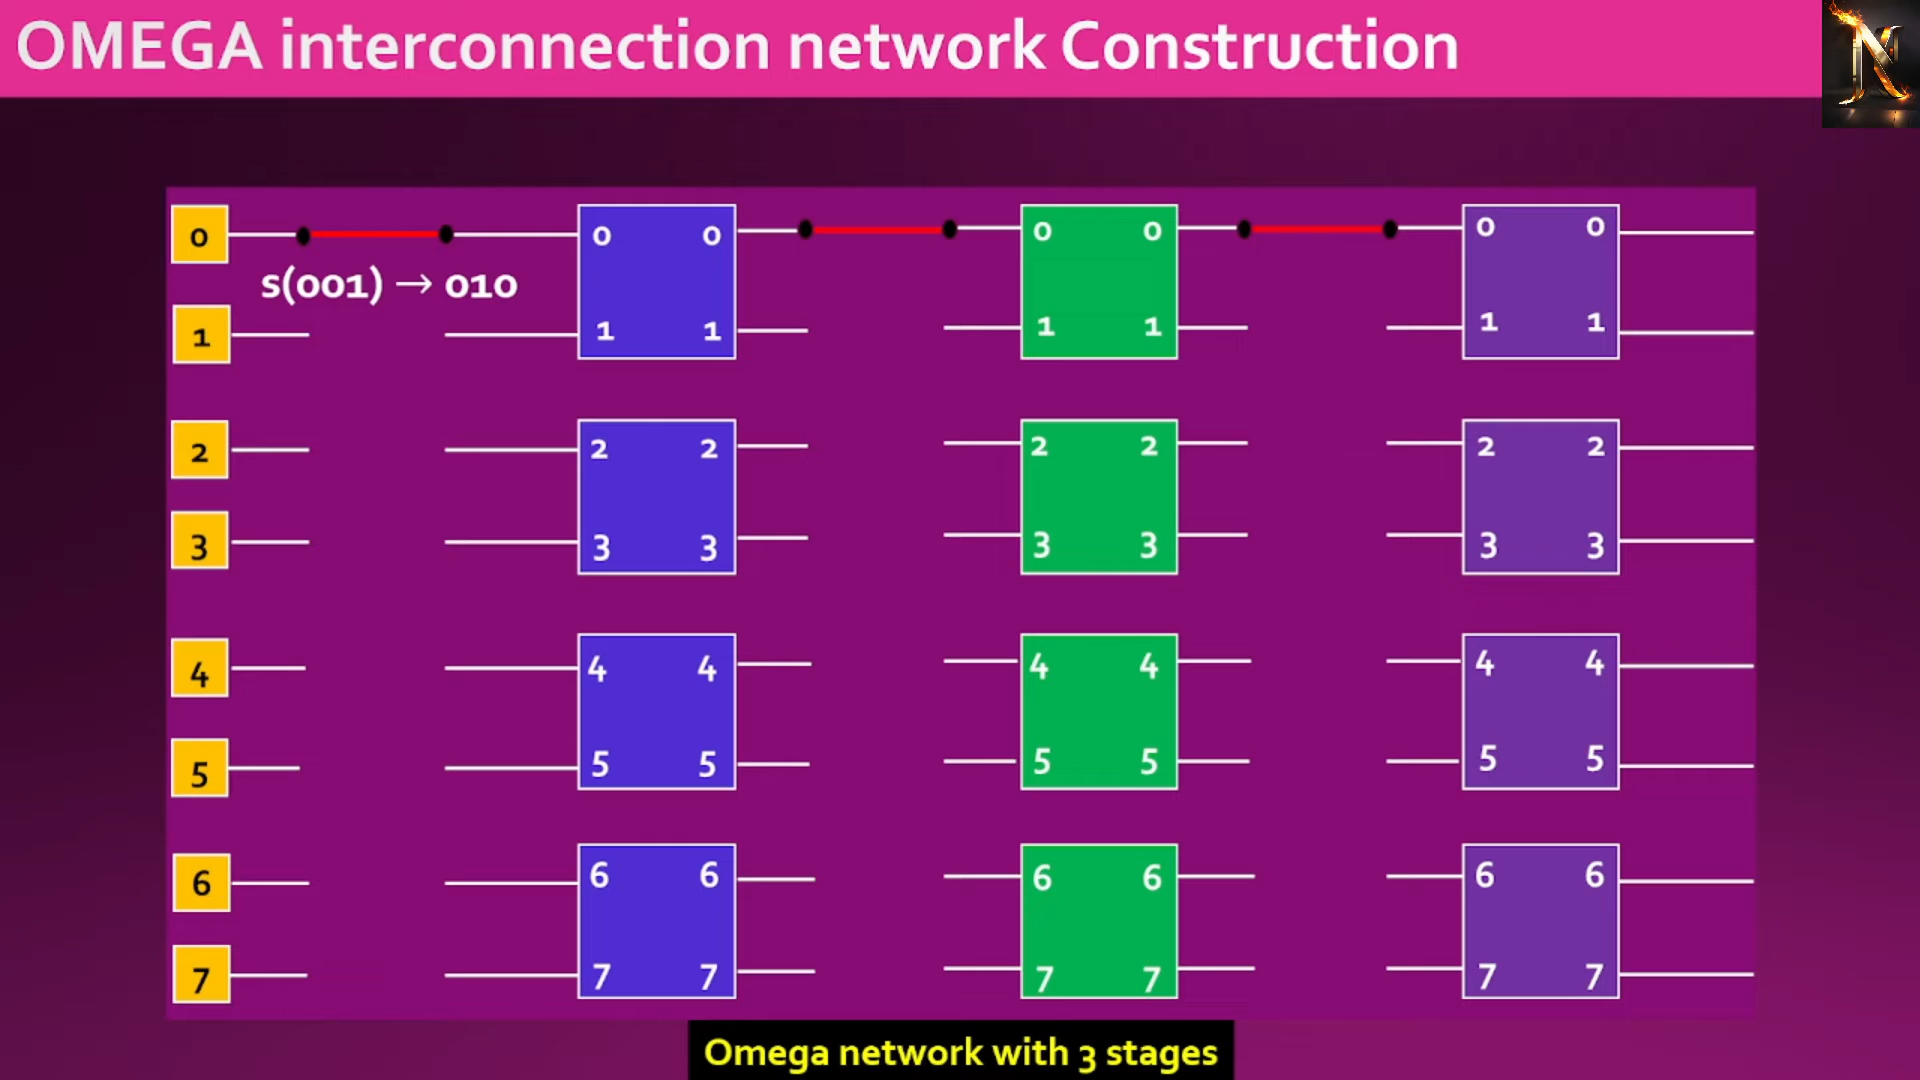 OMEGA interconnection network Construction
N
0 0 0 0 0 0 0
s(001) → 010
1 1 1 1 1 1 1
2 2 2 2 2 2 2
3 3 3 3 3 3 3
4 4 4 4 4 4 4
5 5 5 5 5 5 5
6 6 6 6 6 6 6
7 7 7 7 7 7 7
Omega network with 3 stages